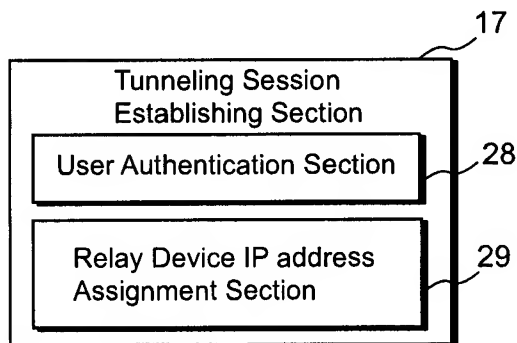 17
Tunneling Session
Establishing Section
User Authentication Section
28
Relay Device IP address
Assignment Section
29